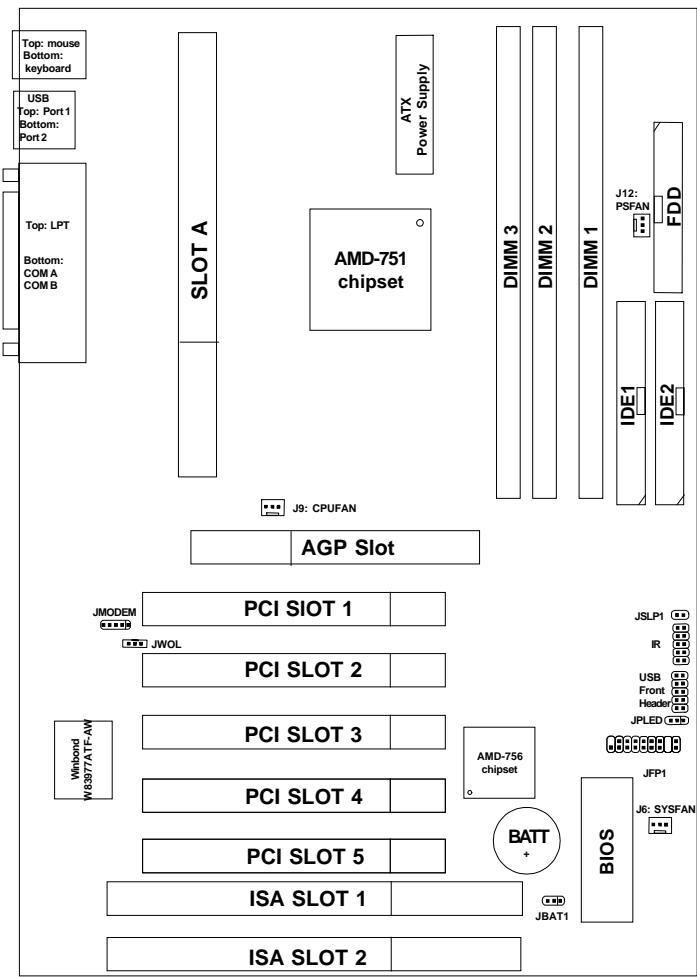 Top: mouse
Bottom:
keyboard
USB
Top: Port 1
Bottom:
Port 2
Top: LPT
Bottom:
COM A
COM B
SLOT A
ATX
Power Supply
AMD-751
chipset
DIMM 3
DIMM 2
DIMM 1
J12:
PSFAN
FDD
IDE1
IDE2
J9: CPUFAN
AGP Slot
JMODEM
PCI SlOT 1
JWOL
PCI SLOT 2
JSLP1
IR
USB
Front
Header
JPLED
JFP1
Winbond
W83977ATF-AW
PCI SLOT 3
AMD-756
chipset
PCI SLOT 4
J6: SYSFAN
BATT
+
BIOS
PCI SLOT 5
ISA SLOT 1
JBAT1
ISA SLOT 2